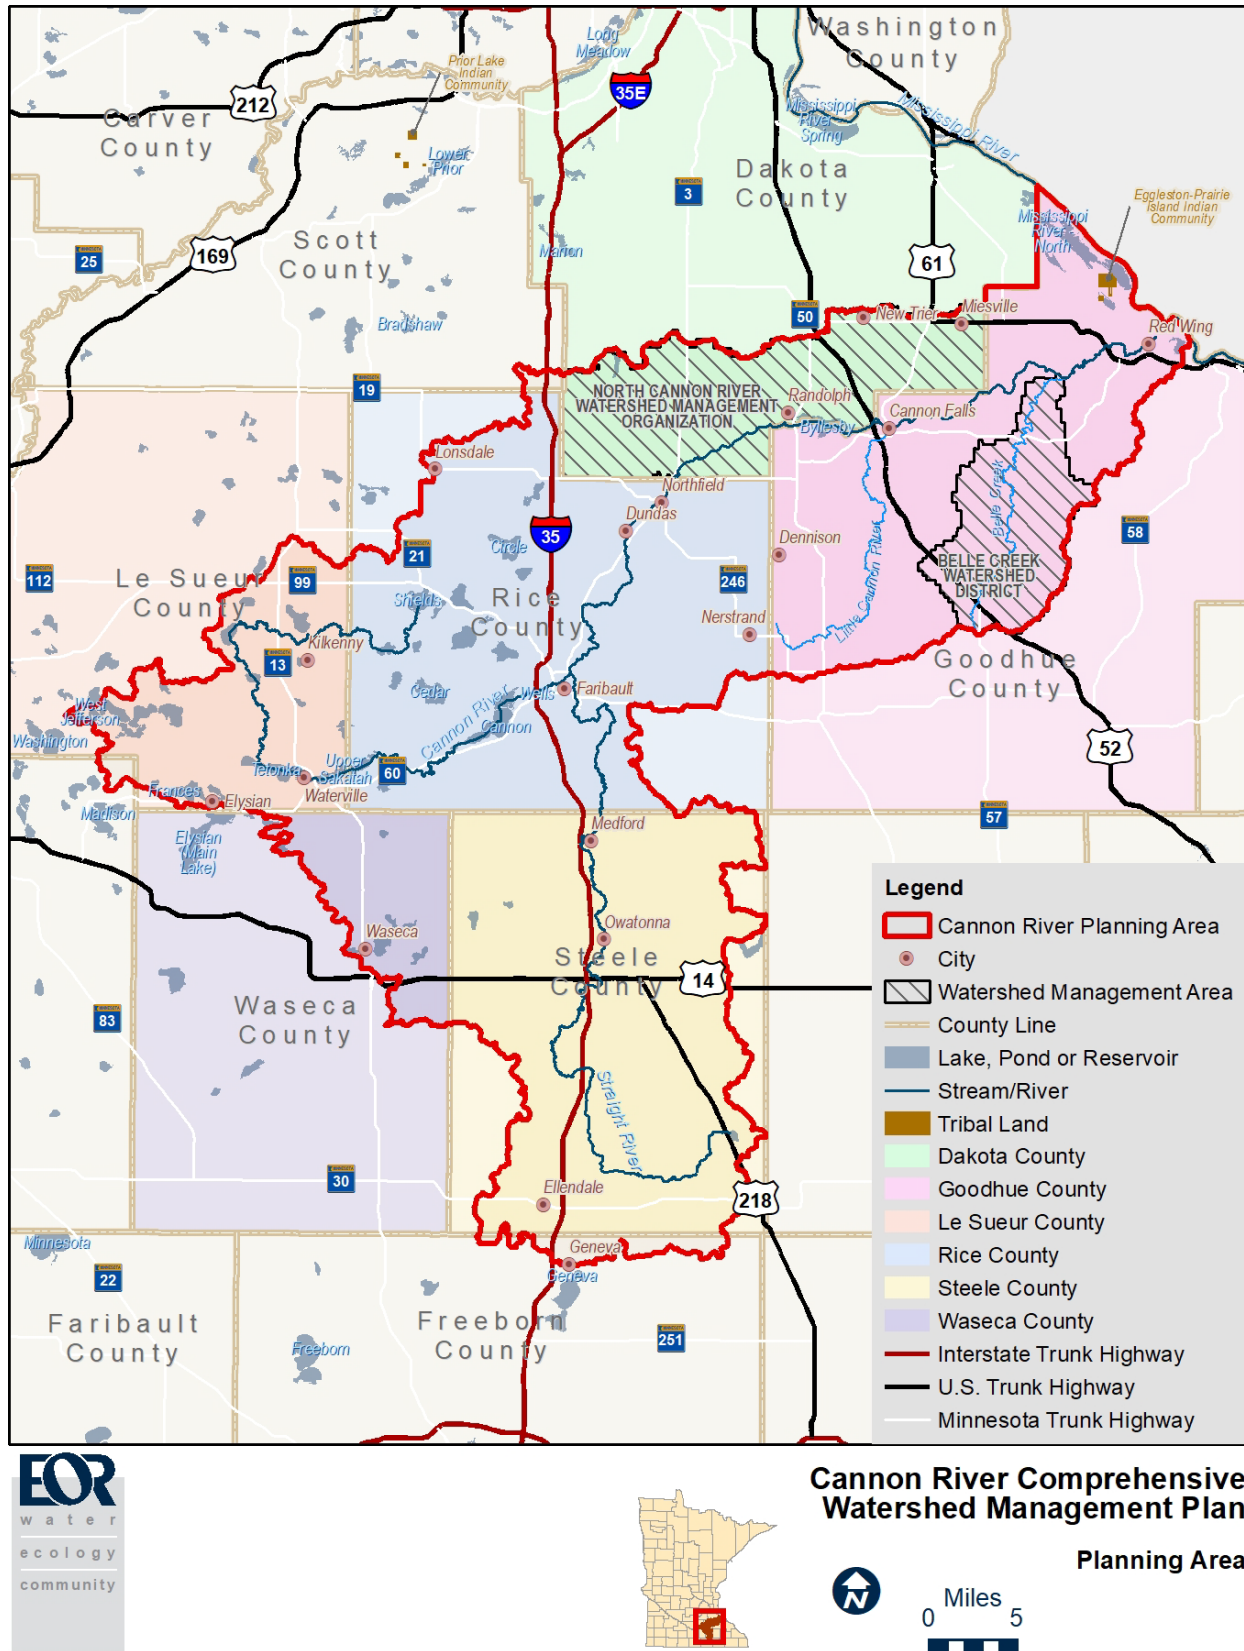 Washington
County
Long
Meadow
Prior Lake
Indian
Community
35E
212
Carver
County
Mississippi
River
Spring
Mississippi River
Lower
Prior
Dakota
County
3
Eggleston-Prairie
Island Indian
Community
Mississippi
River
North
Scott
County
169
25
Marion
61
Bradshaw
50
New Trier
Miesville
Red Wing
19
NORTH CANNON RIVER
WATERSHED MANAGEMENT
ORGANIZATION
Randolph
Byllesby
Cannon Falls
Lonsdale
Northfield
Dundas
Belle Creek
35
Circle
21
Dennison
58
Little Cannon River
BELLE CREEK
WATERSHED
DISTRICT
112
Le Sueur
County
99
246
Shields
Rice
County
Nerstrand
Kilkenny
13
Goodhue
County
Cedar
Cannon River
Wells
Faribault
West
Jefferson
Washington
Cannon
52
Tetonka
Upper
Sakatah
60
Waterville
Frances
Elysian
Madison
57
Elysian
(Main
Lake)
Medford
Waseca
Owatonna
Steele
County
14
Waseca
County
83
Straight River
30
Ellendale
218
Minnesota
Geneva
Geneva
22
Faribault
County
Freeborn
County
Freeborn
251
Legend
Cannon River Planning Area
City
Watershed Management Area
County Line
Lake, Pond or Reservoir
Stream/River
Tribal Land
Dakota County
Goodhue County
Le Sueur County
Rice County
Steele County
Waseca County
Interstate Trunk Highway
U.S. Trunk Highway
Minnesota Trunk Highway
EOR
water
ecology
community
Cannon River Comprehensive
Watershed Management Plan
Planning Area
N
Miles
0 5